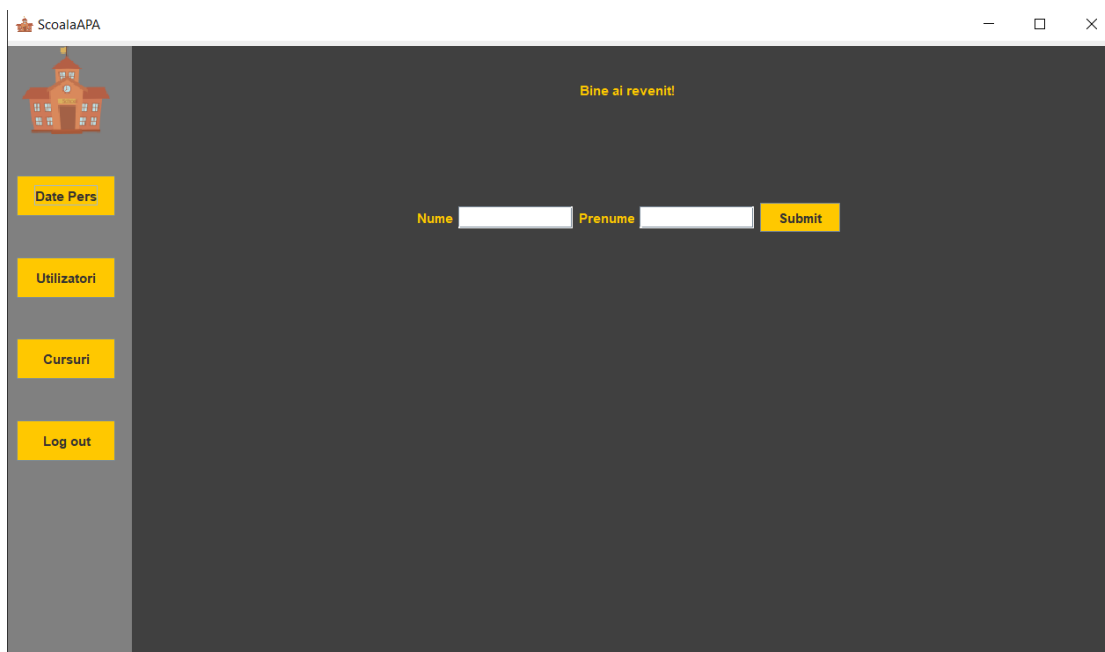 ScoalaAPA
Bine ai revenit!
Date Pers
Nume Prenume Submit
Utilizatori
Cursuri
Log out